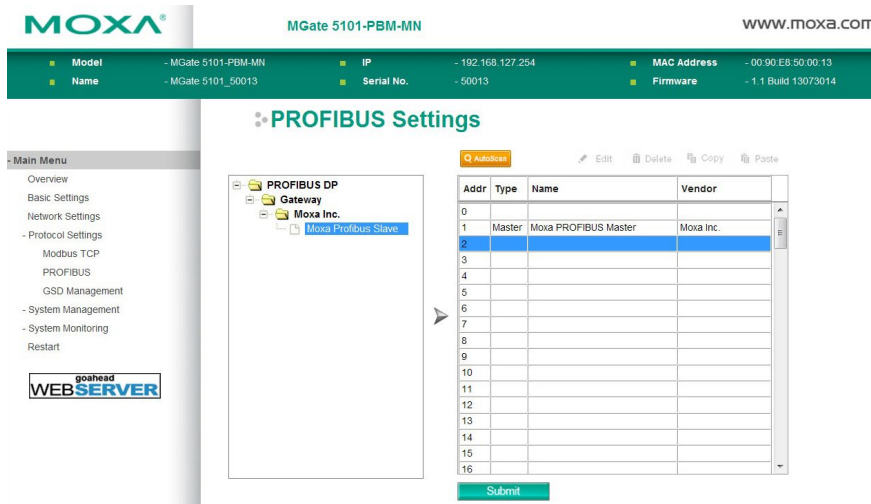 MOXA®
MGate 5101-PBM-MN
www.moxa.com
Model - MGate 5101-PBM-MN IP - 192.168.127.254 MAC Address - 00:90:E8:50:00:13
Name - MGate 5101_50013 Serial No. - 50013 Firmware - 1.1 Build 13073014
PROFIBUS Settings
- Main Menu
Overview
Basic Settings
Network Settings
- Protocol Settings
Modbus TCP
PROFIBUS
GSD Management
- System Management
- System Monitoring
Restart
goahead
WEBSERVER
PROFIBUS DP
Gateway
Moxa Inc.
Moxa Profibus Slave
AutoScan Edit Delete Copy Paste
Addr Type Name Vendor
0
1 Master Moxa PROFIBUS Master Moxa Inc.
2
3
4
5
6
7
8
9
10
11
12
13
14
15
16
Submit